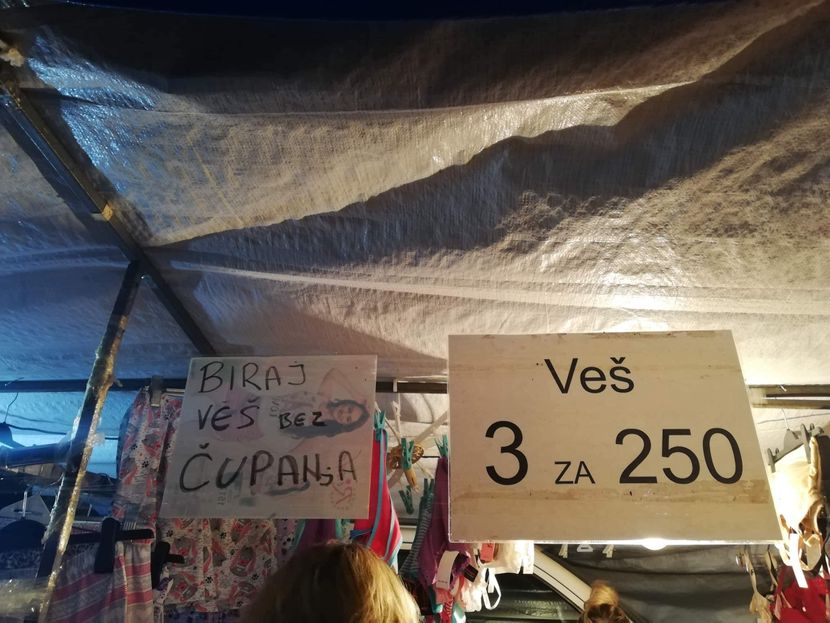 BIRAJ
VEŠ BEZ
ČUPANJA
Veš
3 ZA 250